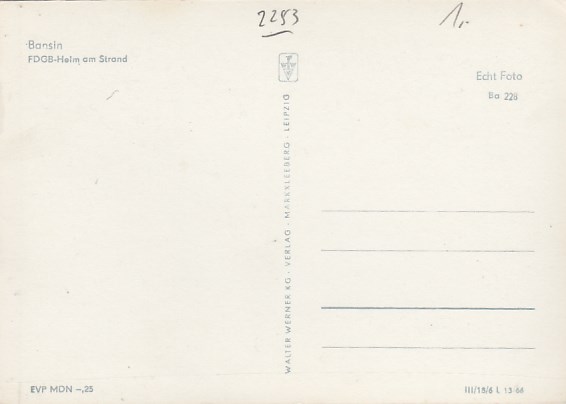 2253
1,-
Bansin
FDGB-Heim am Strand
Echt Foto
Ba 228
WALTER WERNER KG · VERLAG · MARKKLEEBERG · LEIPZIG
EVP MDN -,25
III/18/6 L 13 66